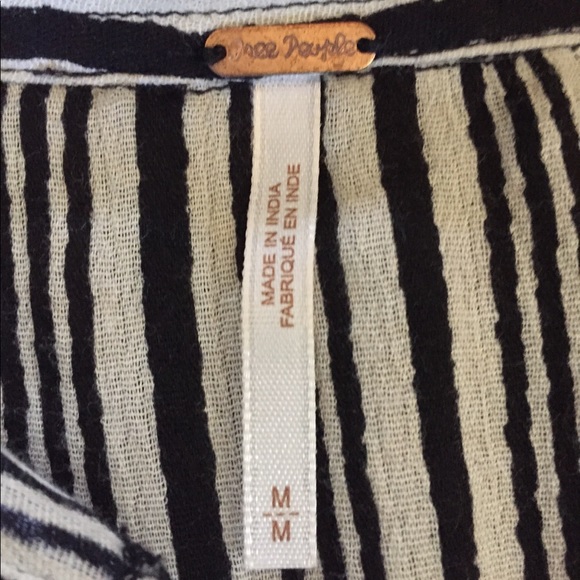 Free People
MADE IN INDIA
FABRIQUÉ EN INDE
M
M